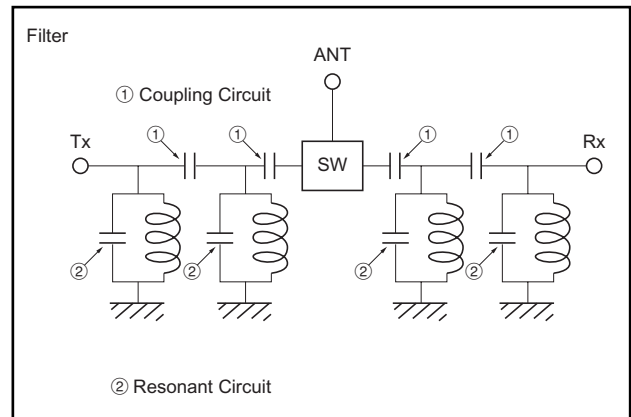 Filter
ANT
① Coupling Circuit
Tx
①
①
①
①
Rx
SW
②
②
②
②
② Resonant Circuit